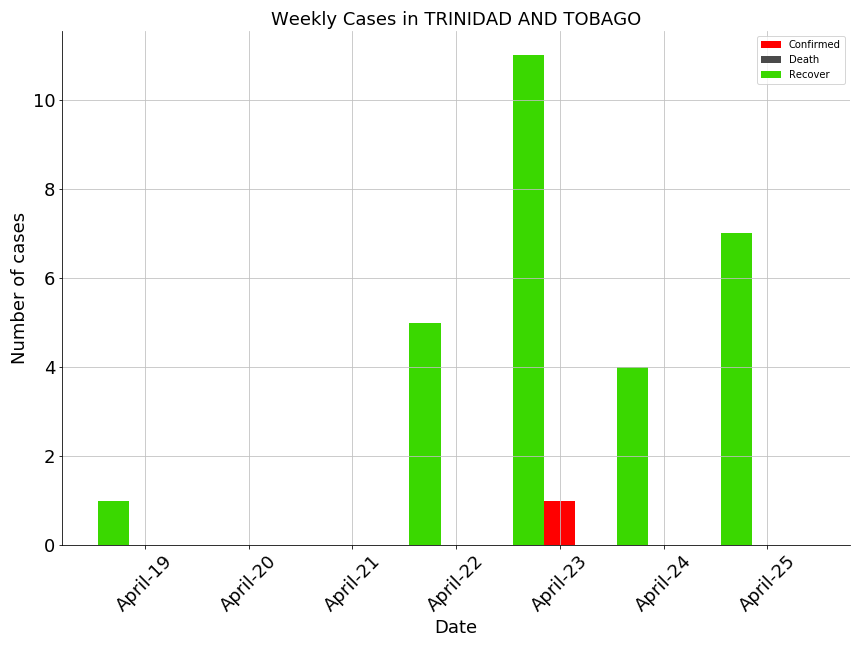 Weekly Cases in TRINIDAD AND TOBAGO
Confirmed
Death
Recover
Number of cases
10
8
6
4
2
0
April-19
April-20
April-21
April-22
April-23
April-24
April-25
Date